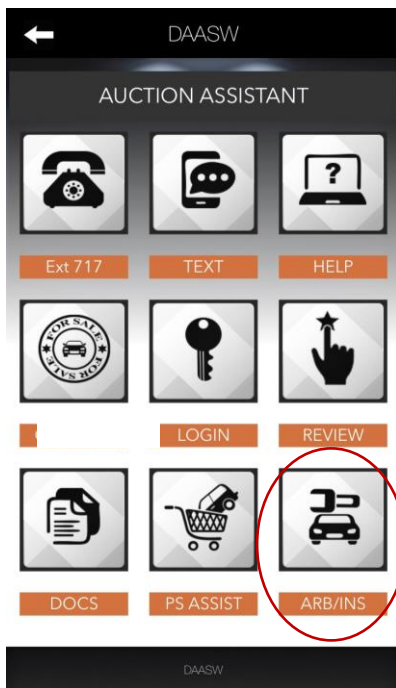 DAASW
AUCTION ASSISTANT
?
Ext 717 TEXT HELP
FOR SALE FOR SALE
LOGIN REVIEW
DOCS PS ASSIST ARB/INS
DAASW